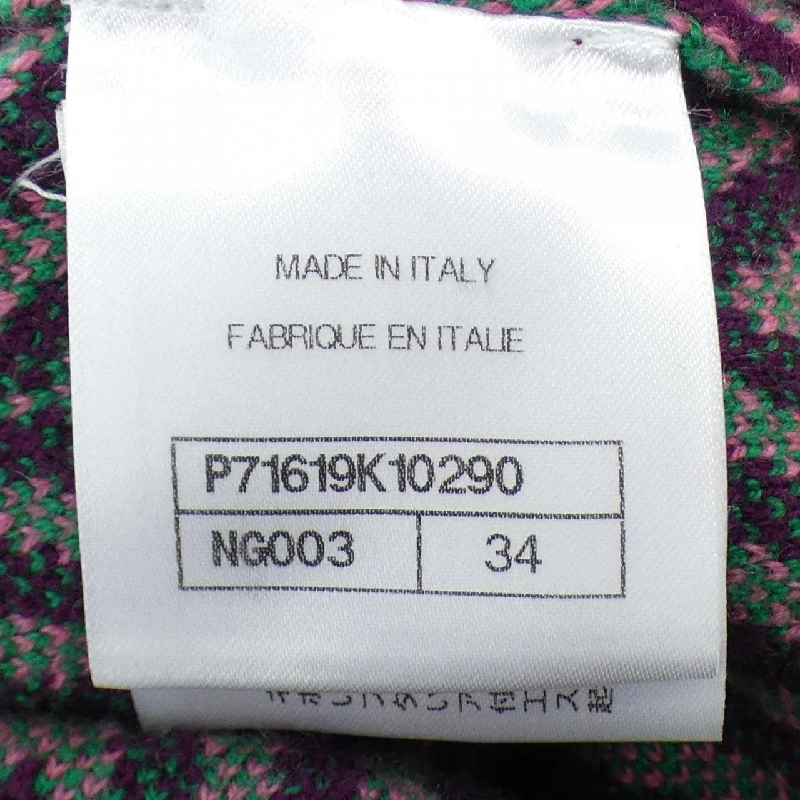 MADE IN ITALY
FABRIQUE EN ITALIE
P71619K10290
NG003 34